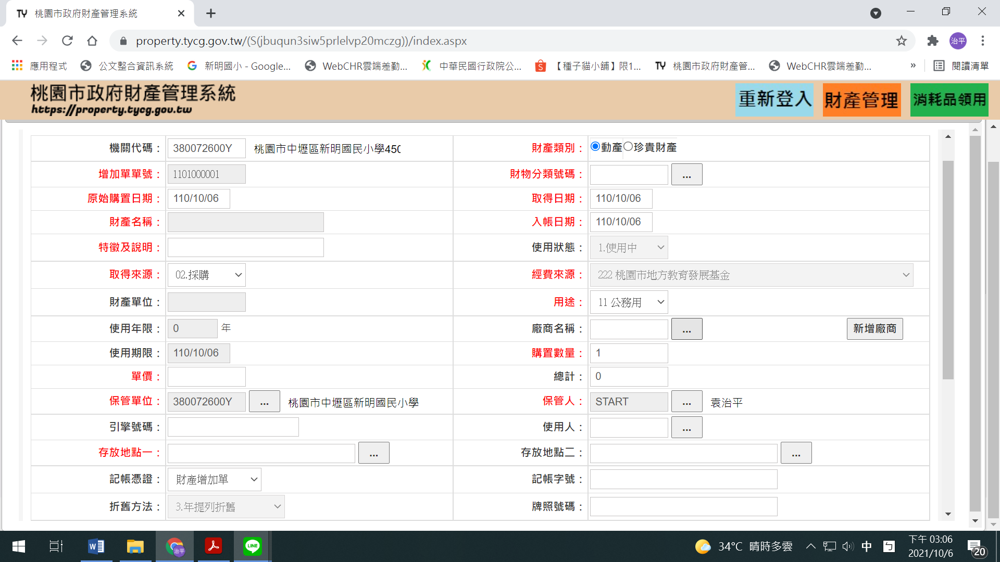 TY 桃園市政府財產管理系統
property.tycg.gov.tw/(S(jbuqun3siw5prlelvp20mczg))/index.aspx
治平
應用程式 公文整合資訊系統 新明國小 - Google... WebCHR雲端差勤... 中華民國行政院公... 【種子貓小舖】限1... TY 桃園市政府財產管... WebCHR雲端差勤... » 閱讀清單
桃園市政府財產管理系統
https://property.tycg.gov.tw
重新登入 財產管理 消耗品領用
機關代碼： 380072600Y 桃園市中壢區新明國民小學450 財產類別： 動產 珍貴財產
增加單單號： 1101000001 財物分類號碼： ...
原始購置日期： 110/10/06 取得日期： 110/10/06
財產名稱： 入帳日期： 110/10/06
特徵及說明： 使用狀態： 1.使用中
取得來源： 02.採購 經費來源： 222 桃園市地方教育發展基金
財產單位： 用途： 11 公務用
使用年限： 0 年 廠商名稱： ... 新增廠商
使用期限： 110/10/06 購置數量： 1
單價： 總計： 0
保管單位： 380072600Y ... 桃園市中壢區新明國民小學 保管人： START ... 袁治平
引擎號碼： 使用人： ...
存放地點一： ... 存放地點二： ...
記帳憑證： 財產增加單 記帳字號：
折舊方法： 3.年提列折舊 牌照號碼：
治平
LINE
34°C 晴時多雲 中 ㄅ
下午 03:06
2021/10/6
20